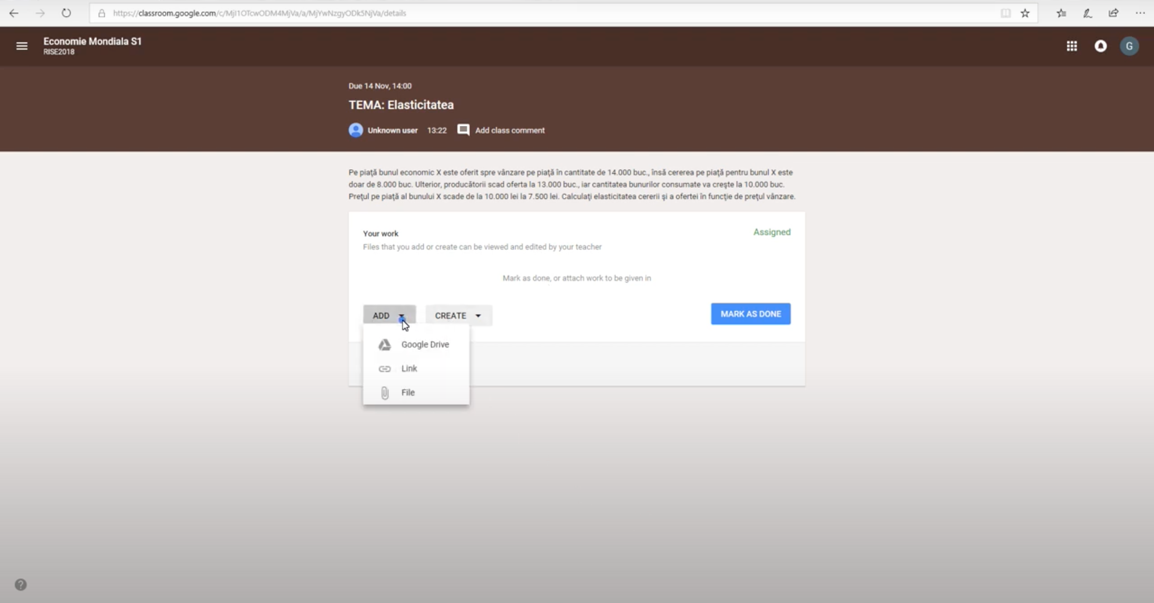 https://classroom.google.com/c/MjI1OTcwODM4MjVa/a/MjYwNzgyODk5NjVa/details
Economie Mondiala S1
RISE2018
G
Due 14 Nov, 14:00
TEMA: Elasticitatea
Unknown user 13:22 Add class comment
Pe piață bunul economic X este oferit spre vânzare pe piață în cantitate de 14.000 buc., însă cererea pe piață pentru bunul X este
doar de 8.000 buc. Ulterior, producătorii scad oferta la 13.000 buc., iar cantitatea bunurilor consumate va crește la 10.000 buc.
Prețul pe piață al bunului X scade de la 10.000 lei la 7.500 lei. Calculați elasticitatea cererii și a ofertei în funcție de prețul vânzare.
Your work
Assigned
Files that you add or create can be viewed and edited by your teacher
Mark as done, or attach work to be given in
ADD CREATE MARK AS DONE
Google Drive
Link
File
?